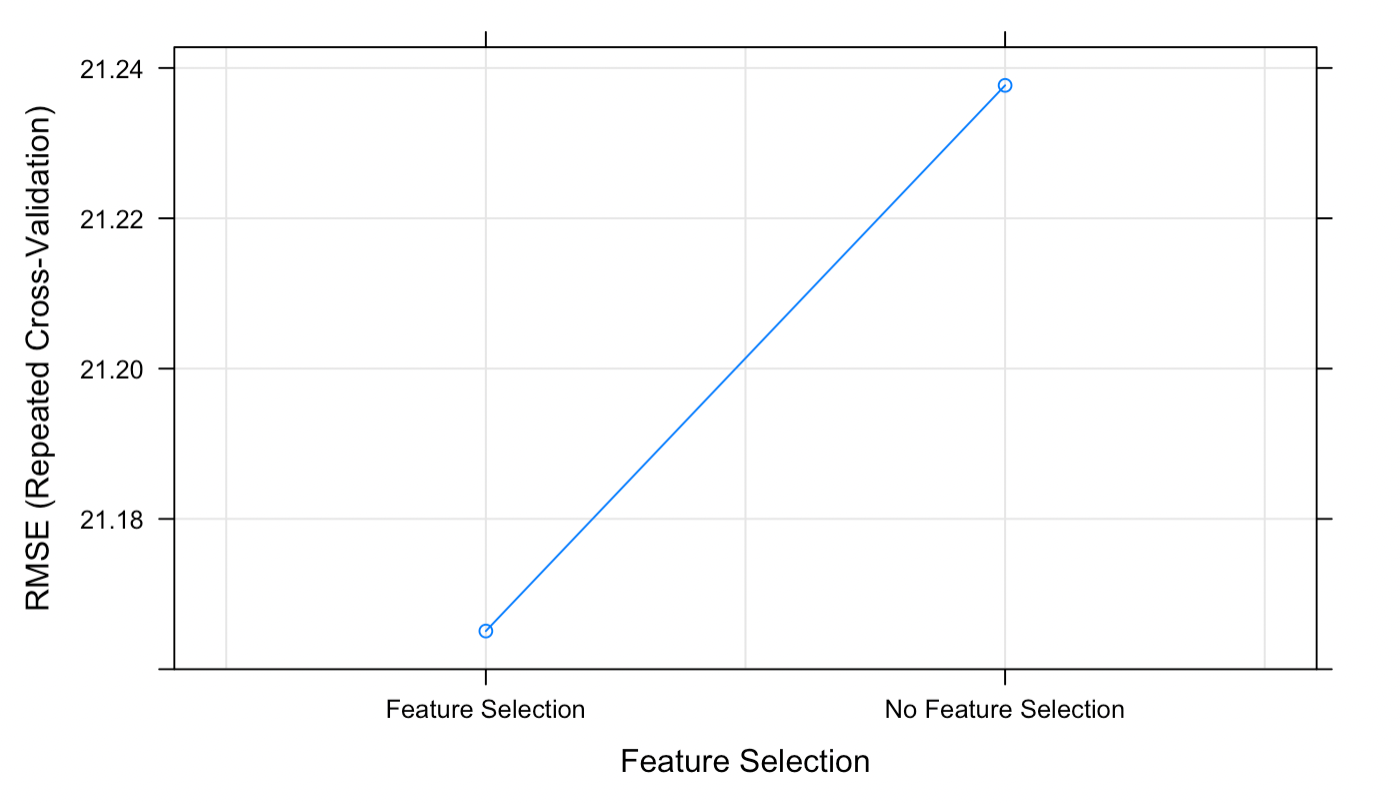 21.24
21.22
21.20
21.18
RMSE (Repeated Cross-Validation)
Feature Selection
No Feature Selection
Feature Selection